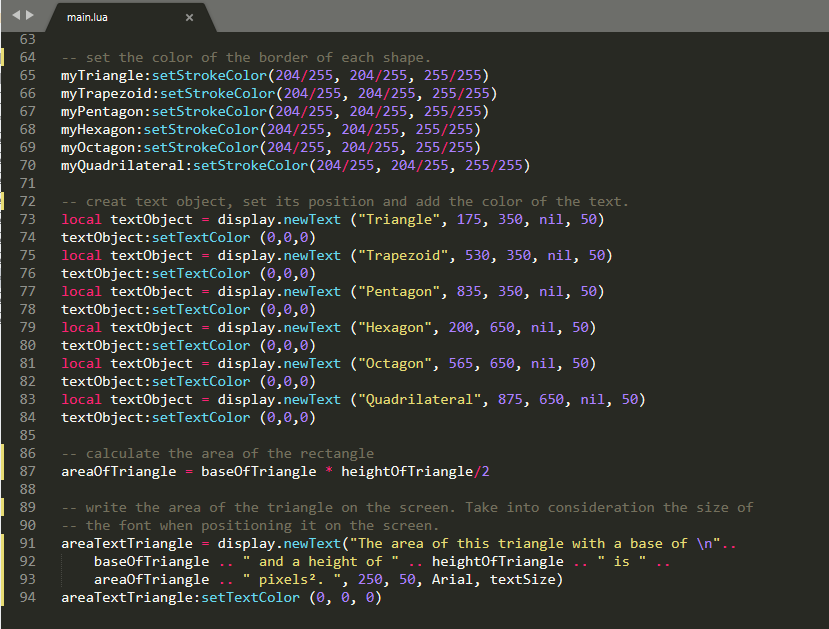 main.lua ×
63
64 -- set the color of the border of each shape.
65 myTriangle:setStrokeColor(204/255, 204/255, 255/255)
66 myTrapezoid:setStrokeColor(204/255, 204/255, 255/255)
67 myPentagon:setStrokeColor(204/255, 204/255, 255/255)
68 myHexagon:setStrokeColor(204/255, 204/255, 255/255)
69 myOctagon:setStrokeColor(204/255, 204/255, 255/255)
70 myQuadrilateral:setStrokeColor(204/255, 204/255, 255/255)
71
72 -- creat text object, set its position and add the color of the text.
73 local textObject = display.newText ("Triangle", 175, 350, nil, 50)
74 textObject:setTextColor (0,0,0)
75 local textObject = display.newText ("Trapezoid", 530, 350, nil, 50)
76 textObject:setTextColor (0,0,0)
77 local textObject = display.newText ("Pentagon", 835, 350, nil, 50)
78 textObject:setTextColor (0,0,0)
79 local textObject = display.newText ("Hexagon", 200, 650, nil, 50)
80 textObject:setTextColor (0,0,0)
81 local textObject = display.newText ("Octagon", 565, 650, nil, 50)
82 textObject:setTextColor (0,0,0)
83 local textObject = display.newText ("Quadrilateral", 875, 650, nil, 50)
84 textObject:setTextColor (0,0,0)
85
86 -- calculate the area of the rectangle
87 areaOfTriangle = baseOfTriangle * heightOfTriangle/2
88
89 -- write the area of the triangle on the screen. Take into consideration the size of
90 -- the font when positioning it on the screen.
91 areaTextTriangle = display.newText("The area of this triangle with a base of \n"..
92 baseOfTriangle .. " and a height of " .. heightOfTriangle .. " is " ..
93 areaOfTriangle .. " pixels². ", 250, 50, Arial, textSize)
94 areaTextTriangle:setTextColor (0, 0, 0)